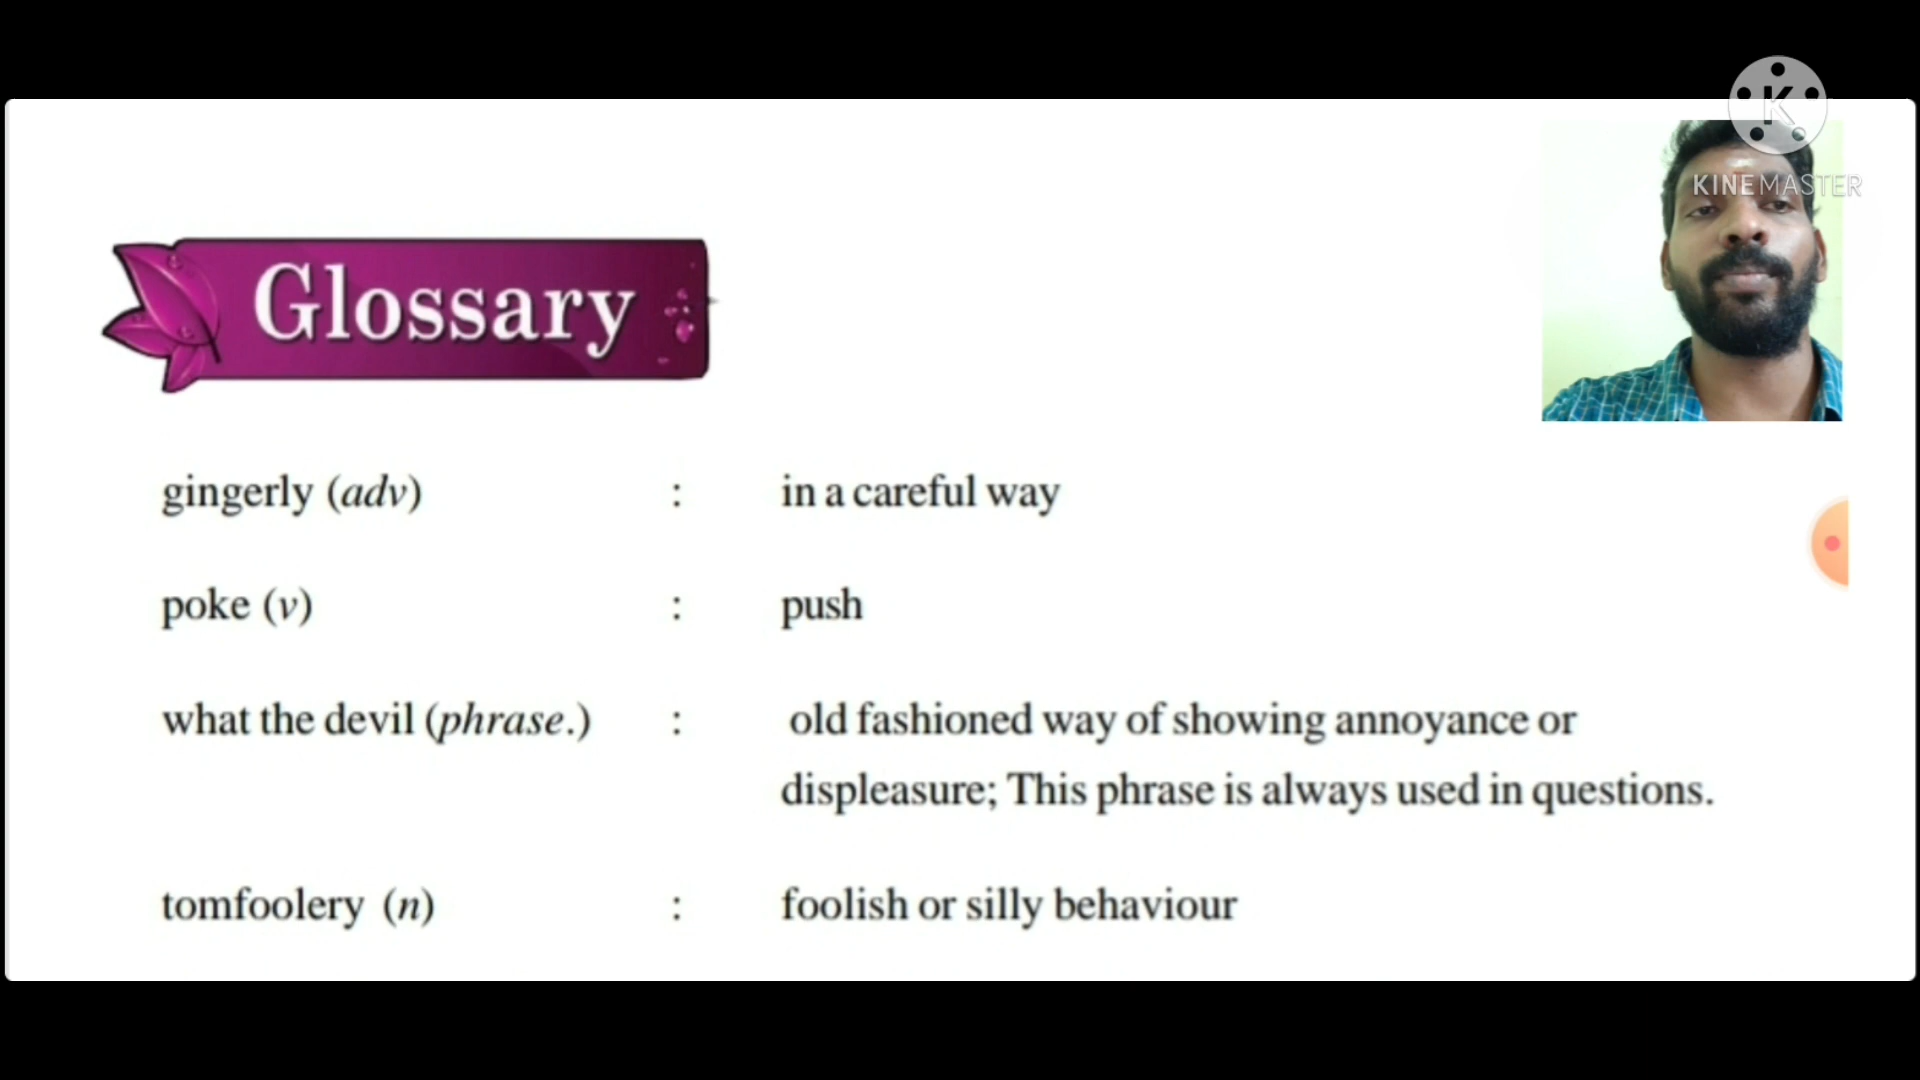 K
KINEMASTER
Glossary
gingerly (adv) : in a careful way
poke (v) : push
what the devil (phrase.) : old fashioned way of showing annoyance or
displeasure; This phrase is always used in questions.
tomfoolery (n) : foolish or silly behaviour